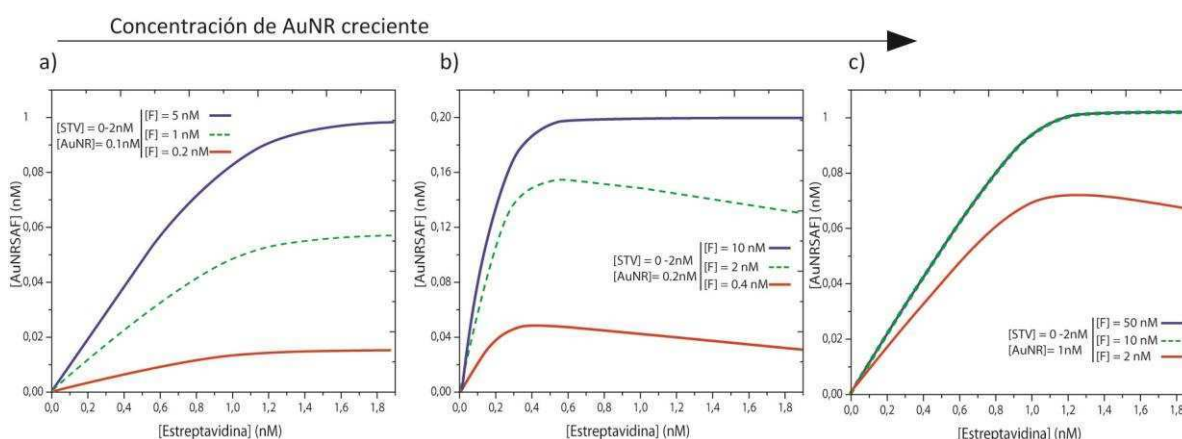 Concentración de AuNR creciente
a)
b)
c)
[AuNRSAF] (nM)
1
0,08
0,06
0,04
0,02
0,00
[STV] = 0-2nM
[AuNR]= 0.1nM
[F] = 5 nM
[F] = 1 nM
[F] = 0.2 nM
0,0 0,2 0,4 0,6 0,8 1,0 1,2 1,4 1,6 1,8
[Estreptavidina] (nM)
[AuNRSAF] (nM)
0,20
0,16
0,12
0,08
0,04
0,00
[STV] = 0 -2nM
[AuNR]= 0.2nM
[F] = 10 nM
[F] = 2 nM
[F] = 0.4 nM
0,0 0,2 0,4 0,6 0,8 1,0 1,2 1,4 1,6 1,8
[Estreptavidina] (nM)
[AuNRSAF] (nM)
1
0,08
0,06
0,04
0,02
0,00
[STV] = 0 -2nM
[AuNR]= 1nM
[F] = 50 nM
[F] = 10 nM
[F] = 2 nM
0,0 0,2 0,4 0,6 0,8 1,0 1,2 1,4 1,6 1,8
[Estreptavidina] (nM)